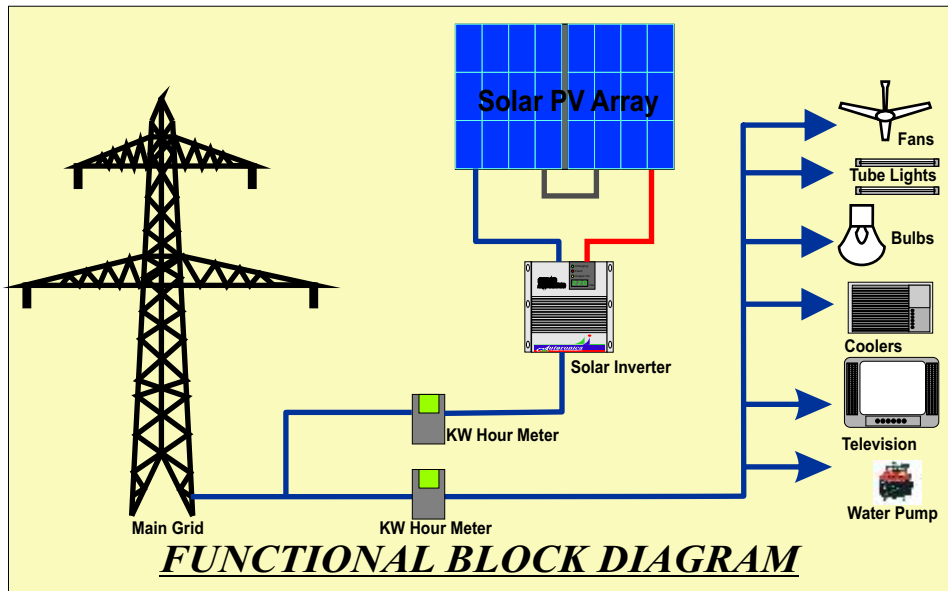 Solar PV Array
Fans
Tube Lights
Bulbs
Coolers
Solar Inverter
Television
KW Hour Meter
Water Pump
Main Grid
KW Hour Meter
FUNCTIONAL BLOCK DIAGRAM